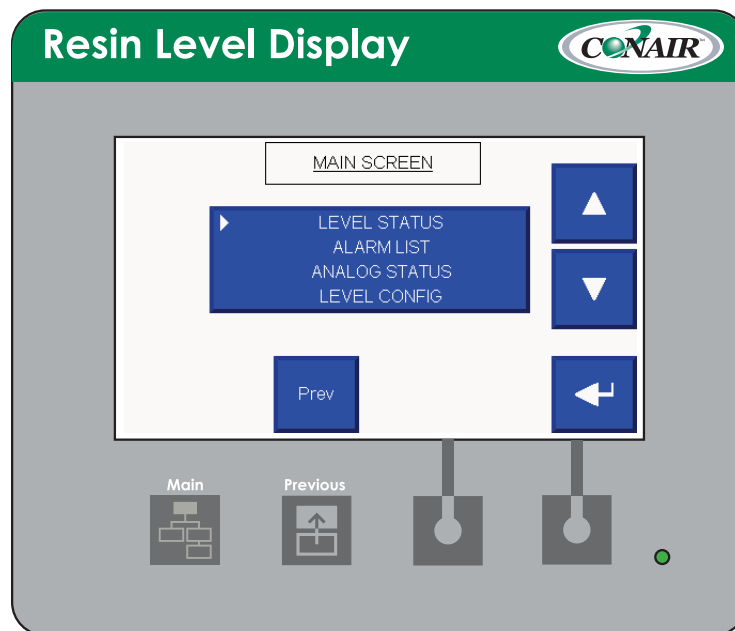 Resin Level Display
CONAIR
MAIN SCREEN
LEVEL STATUS
ALARM LIST
ANALOG STATUS
LEVEL CONFIG
Prev
Main
Previous